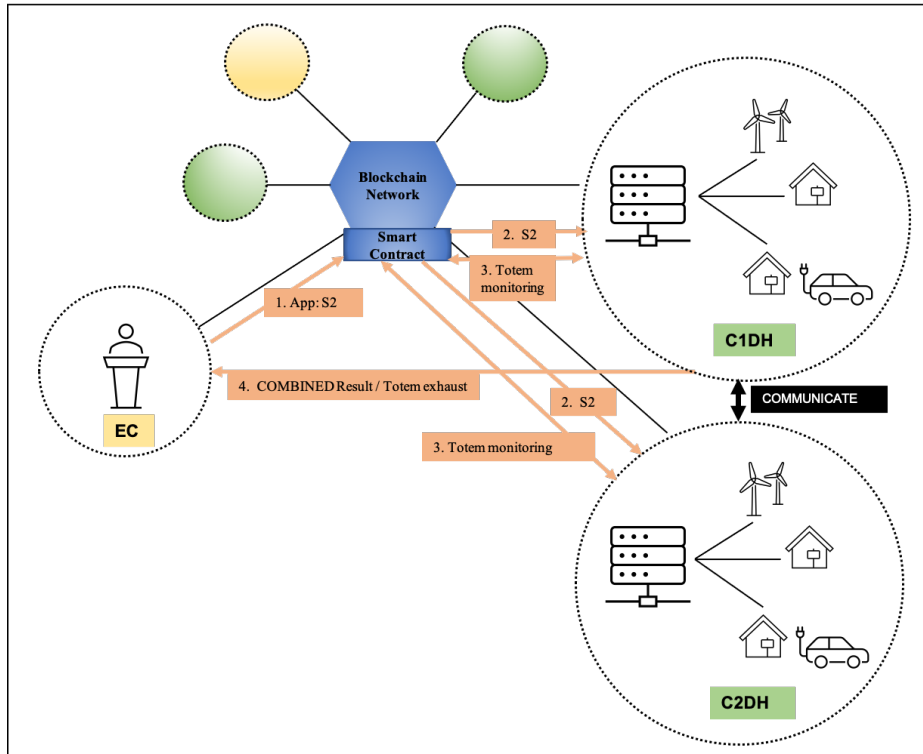 Blockchain
Network
Smart
Contract
2. S2
3. Totem
monitoring
1. App: S2
C1DH
4. COMBINED Result / Totem exhaust
COMMUNICATE
2. S2
EC
3. Totem monitoring
C2DH